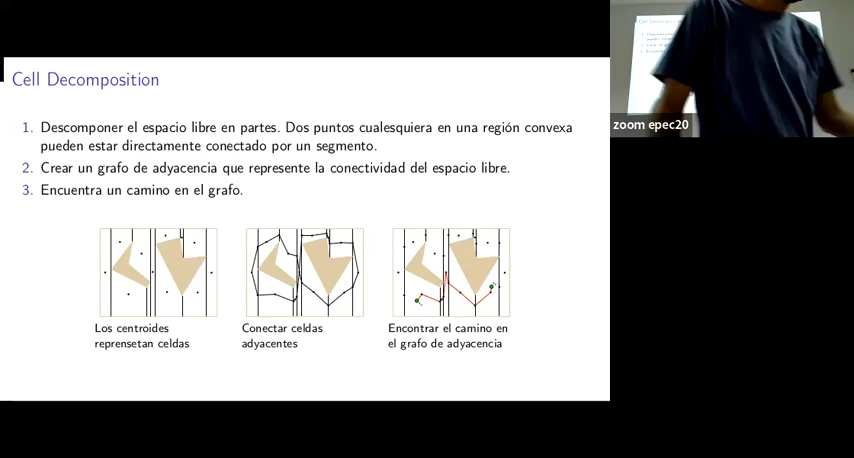 Cell Decomposition
1. Descomponer el espacio libre en partes. Dos puntos cualesquiera en una región convexa
pueden estar directamente conectado por un segmento.
2. Crear un grafo de adyacencia que represente la conectividad del espacio libre.
3. Encuentra un camino en el grafo.
Los centroides
reprensetan celdas
Conectar celdas
adyacentes
Encontrar el camino en
el grafo de adyacencia
zoom epec20